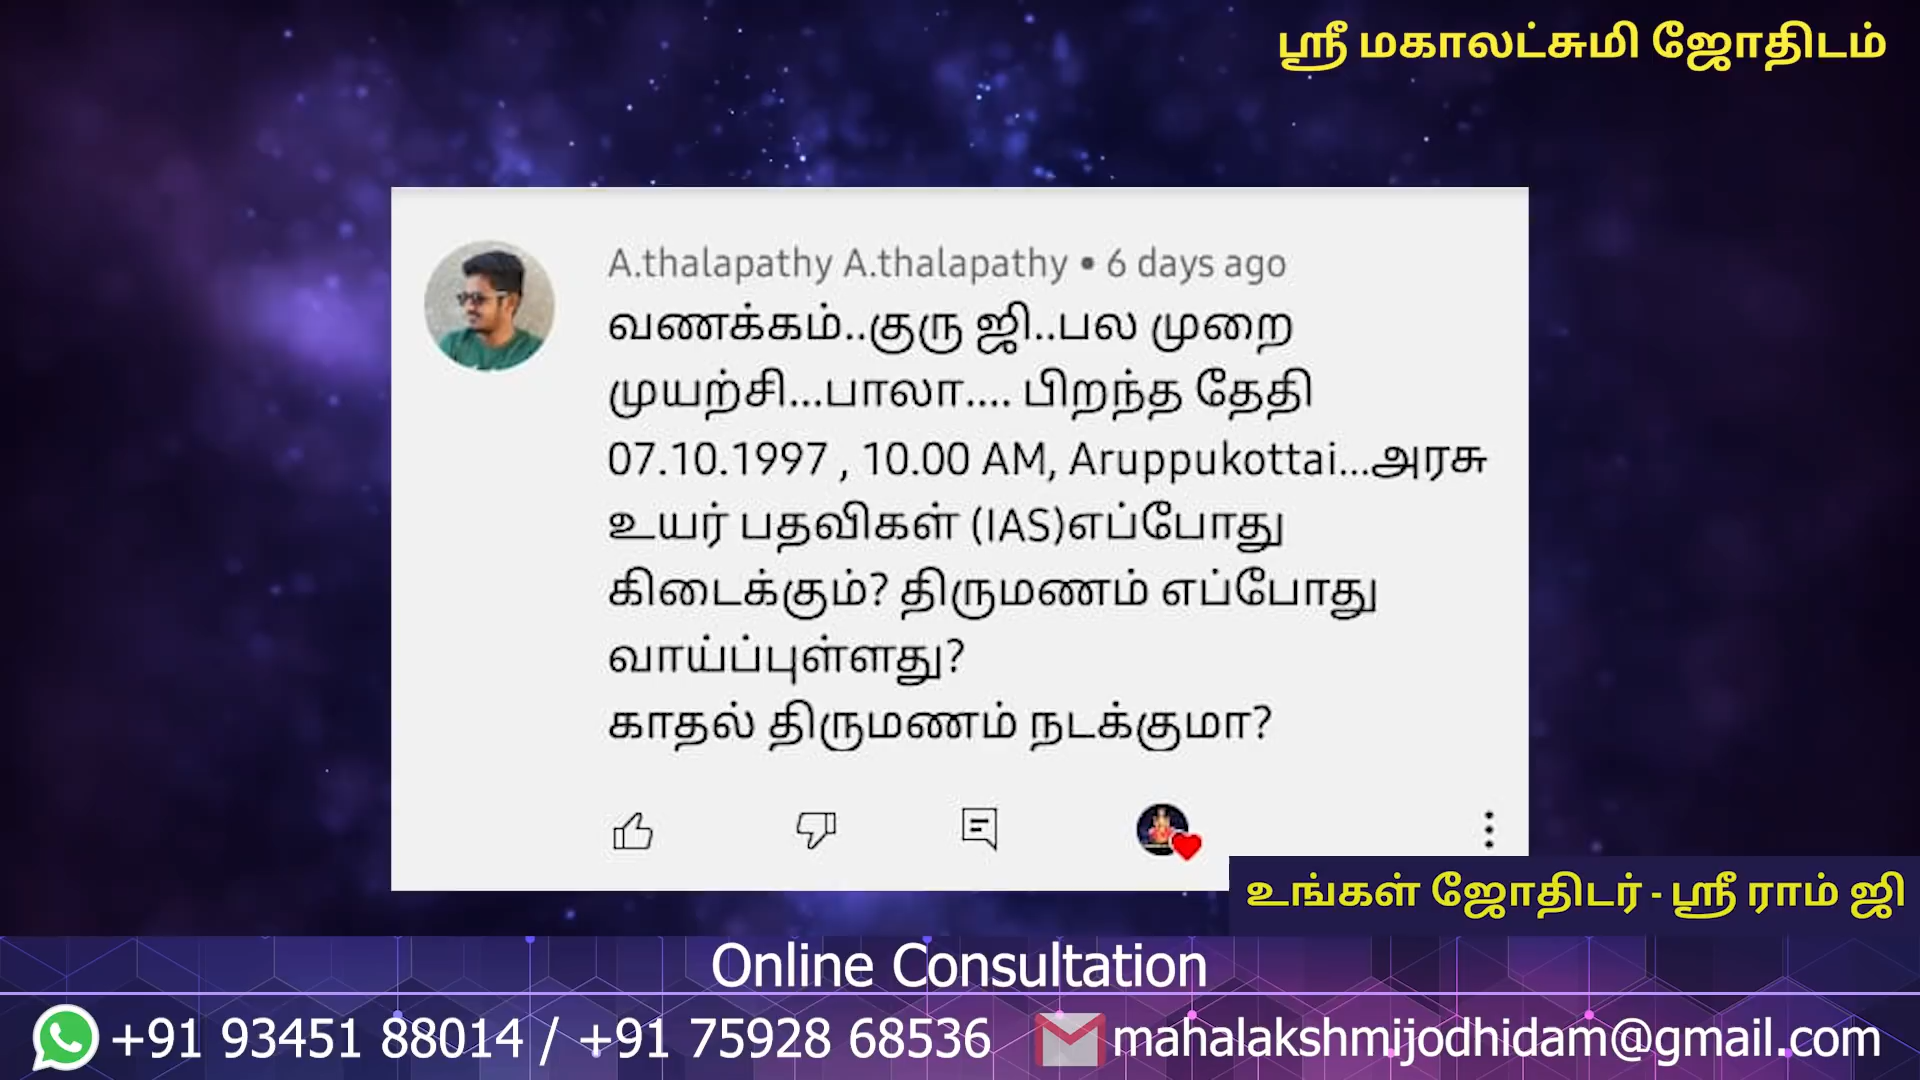 ஸ்ரீ மகாலட்சுமி ஜோதிடம்
A.thalapathy A.thalapathy • 6 days ago
வணக்கம்..குரு ஜி..பல முறை
முயற்சி...பாலா.... பிறந்த தேதி
07.10.1997 , 10.00 AM, Aruppukottai...அரசு
உயர் பதவிகள் (IAS)எப்போது
கிடைக்கும்? திருமணம் எப்போது
வாய்ப்புள்ளது?
காதல் திருமணம் நடக்குமா?
உங்கள் ஜோதிடர் - ஸ்ரீ ராம் ஜி
Online Consultation
+91 93451 88014 / +91 75928 68536 mahalakshmijodhidam@gmail.com